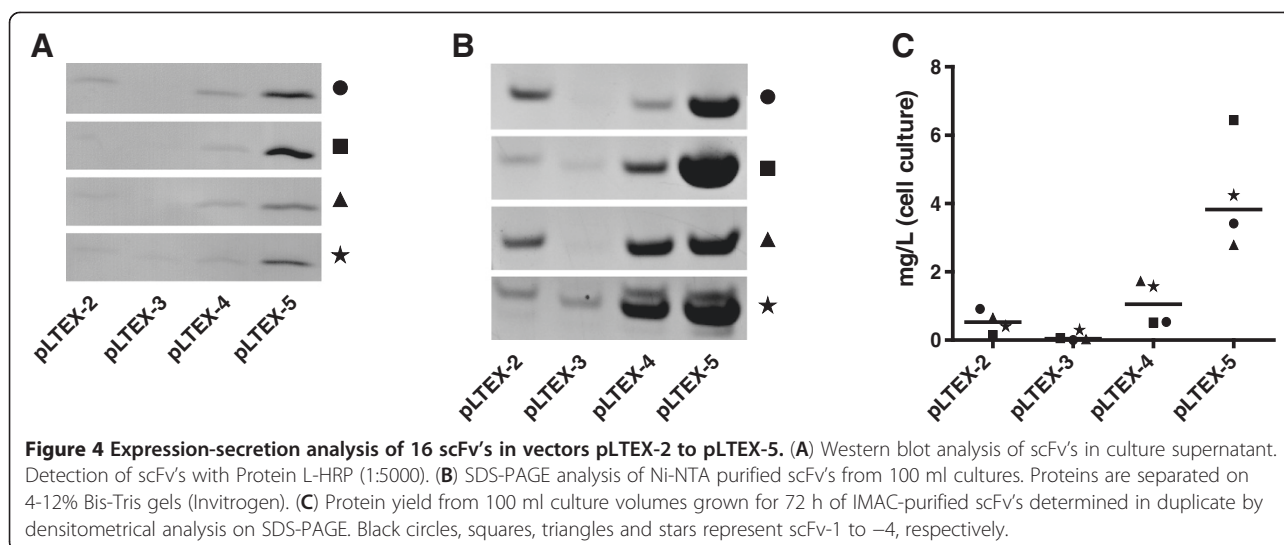 A
B
C
pLTEX-2
pLTEX-3
pLTEX-4
pLTEX-5
pLTEX-2
pLTEX-3
pLTEX-4
pLTEX-5
mg/L (cell culture)
8
6
4
2
0
pLTEX-2
pLTEX-3
pLTEX-4
pLTEX-5
Figure 4 Expression-secretion analysis of 16 scFv's in vectors pLTEX-2 to pLTEX-5. (A) Western blot analysis of scFv's in culture supernatant.
Detection of scFv's with Protein L-HRP (1:5000). (B) SDS-PAGE analysis of Ni-NTA purified scFv's from 100 ml cultures. Proteins are separated on
4-12% Bis-Tris gels (Invitrogen). (C) Protein yield from 100 ml culture volumes grown for 72 h of IMAC-purified scFv's determined in duplicate by
densitometrical analysis on SDS-PAGE. Black circles, squares, triangles and stars represent scFv-1 to −4, respectively.